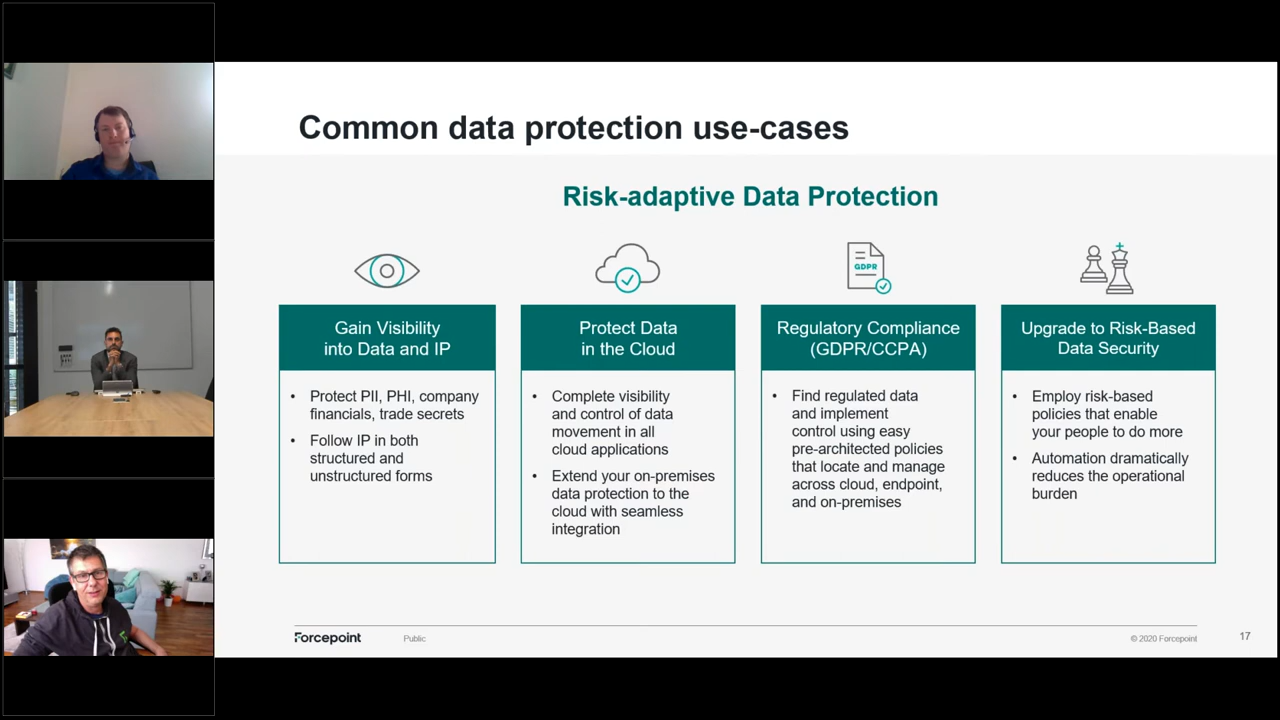 Common data protection use-cases
Risk-adaptive Data Protection
GDPR
Gain Visibility
into Data and IP
• Protect PII, PHI, company
financials, trade secrets
• Follow IP in both
structured and
unstructured forms
Protect Data
in the Cloud
• Complete visibility
and control of data
movement in all
cloud applications
• Extend your on-premises
data protection to the
cloud with seamless
integration
Regulatory Compliance
(GDPR/CCPA)
• Find regulated data
and implement
control using easy
pre-architected policies
that locate and manage
across cloud, endpoint,
and on-premises
Upgrade to Risk-Based
Data Security
• Employ risk-based
policies that enable
your people to do more
• Automation dramatically
reduces the operational
burden
Forcepoint
Public
© 2020 Forcepoint
17